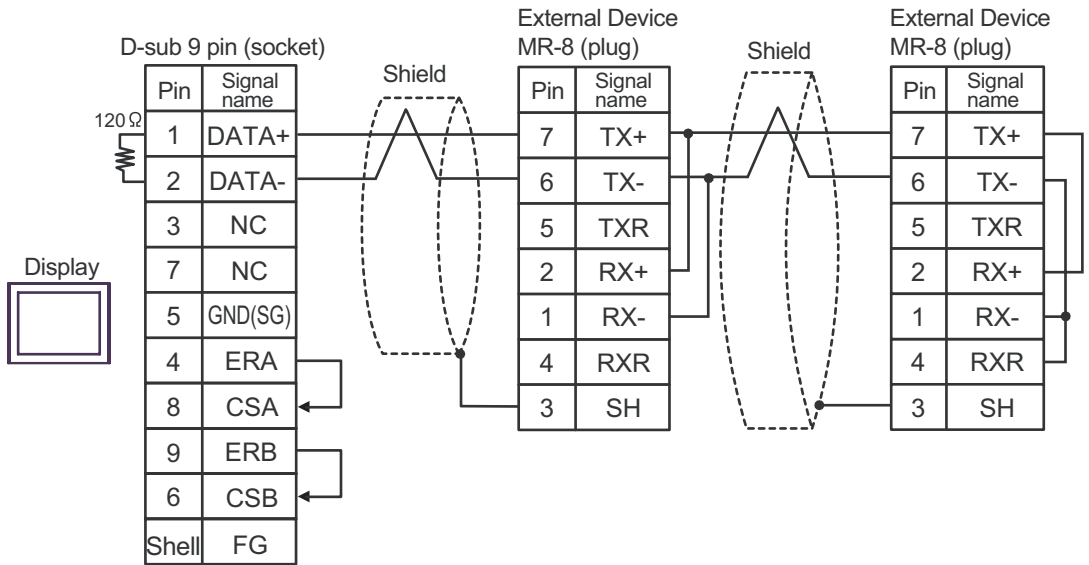 D-sub 9 pin (socket)
Pin Signal name
1 DATA+
2 DATA-
3 NC
7 NC
5 GND(SG)
4 ERA
8 CSA
9 ERB
6 CSB
Shell FG
120Ω
Display
Shield
External Device
MR-8 (plug)
Pin Signal name
7 TX+
6 TX-
5 TXR
2 RX+
1 RX-
4 RXR
3 SH
Shield
External Device
MR-8 (plug)
Pin Signal name
7 TX+
6 TX-
5 TXR
2 RX+
1 RX-
4 RXR
3 SH